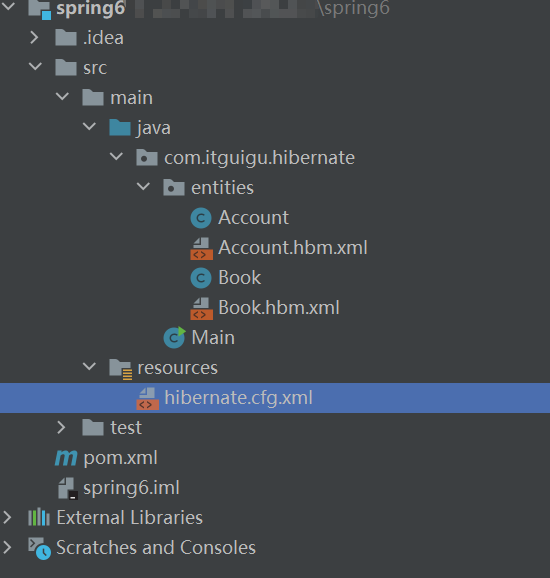 spring6 \spring6
.idea
src
main
java
com.itguigu.hibernate
entities
Account
Account.hbm.xml
Book
Book.hbm.xml
Main
resources
hibernate.cfg.xml
test
pom.xml
spring6.iml
External Libraries
Scratches and Consoles